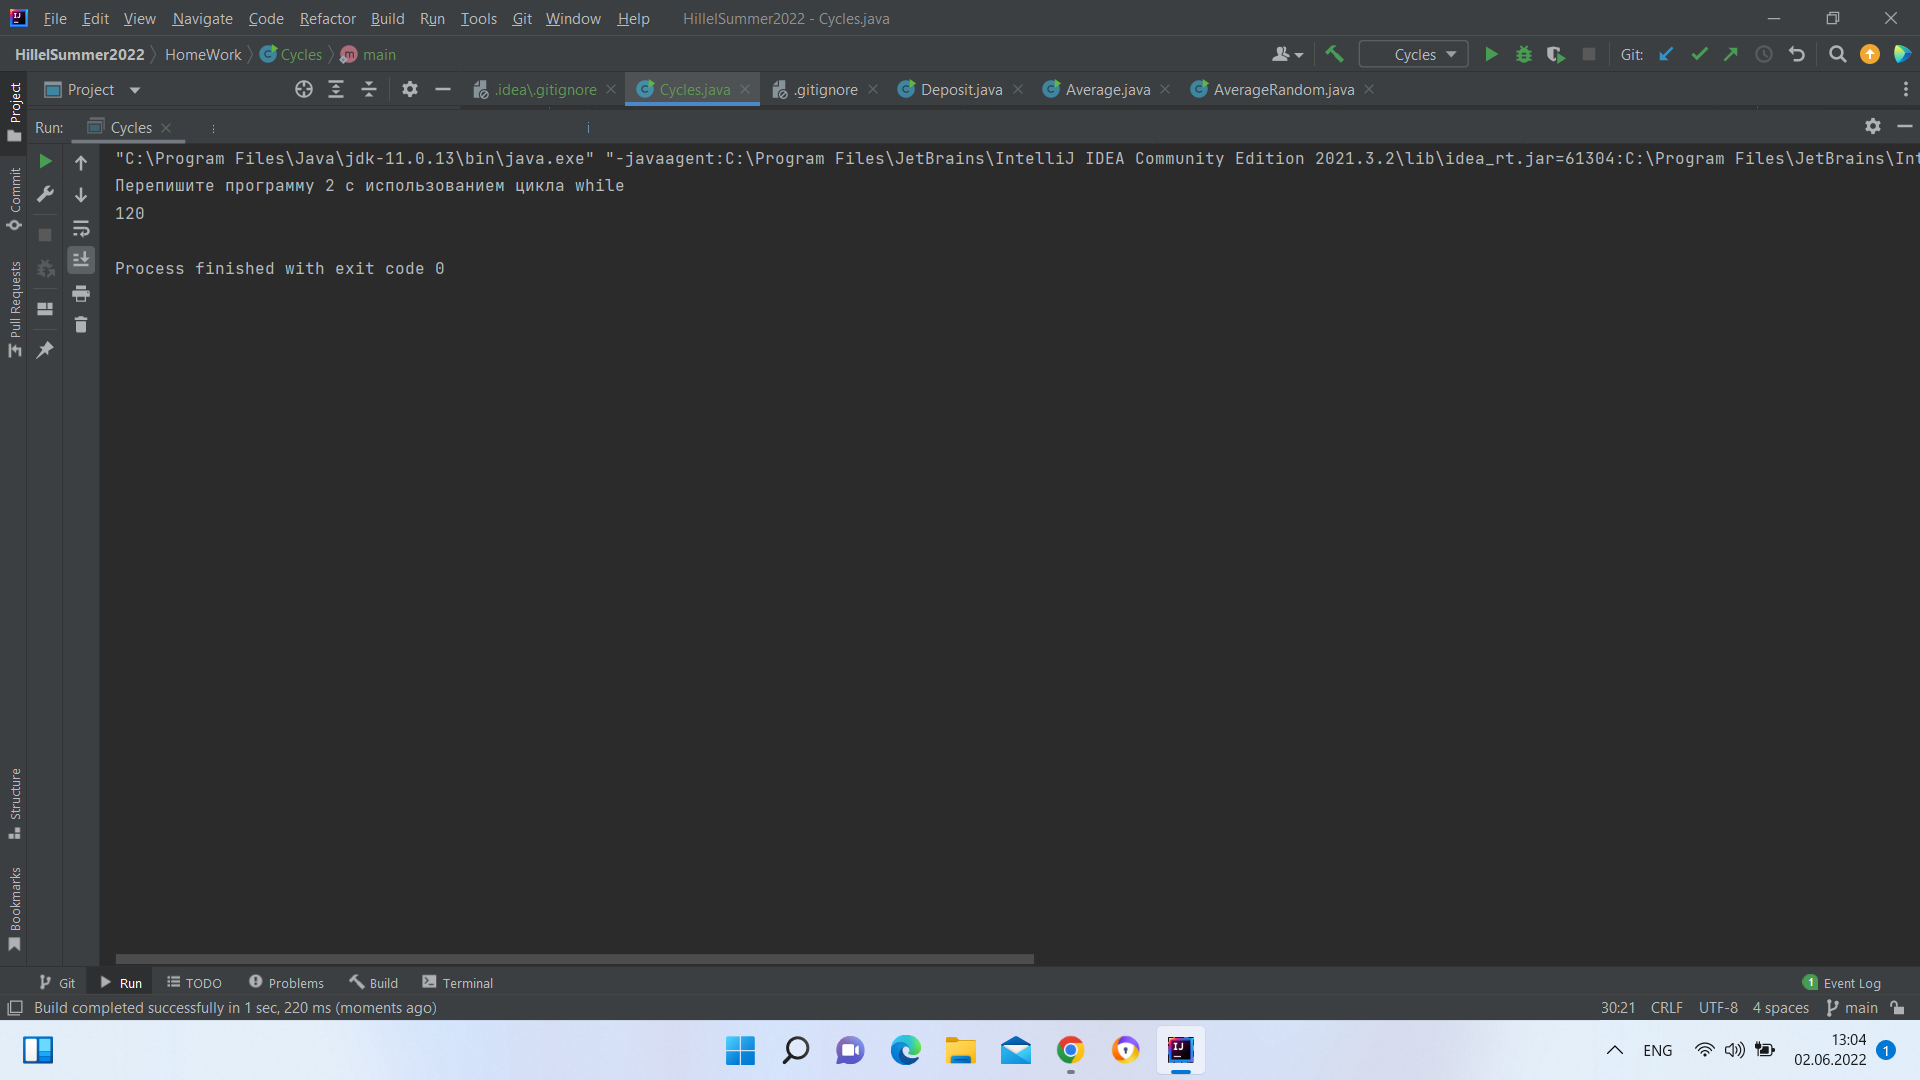 File Edit View Navigate Code Refactor Build Run Tools Git Window Help HillelSummer2022 - Cycles.java
HillelSummer2022 HomeWork Cycles main Cycles Git:
Project .idea\.gitignore Cycles.java .gitignore Deposit.java Average.java AverageRandom.java
Run: Cycles
"C:\Program Files\Java\jdk-11.0.13\bin\java.exe" "-javaagent:C:\Program Files\JetBrains\IntelliJ IDEA Community Edition 2021.3.2\lib\idea_rt.jar=61304:C:\Program Files\JetBrains\Int
Перепишите программу 2 с использованием цикла while
120
Process finished with exit code 0
Project
Commit
Pull Requests
Structure
Bookmarks
Git Run TODO Problems Build Terminal 1 Event Log
Build completed successfully in 1 sec, 220 ms (moments ago) 30:21 CRLF UTF-8 4 spaces main
ENG 13:04
02.06.2022 1